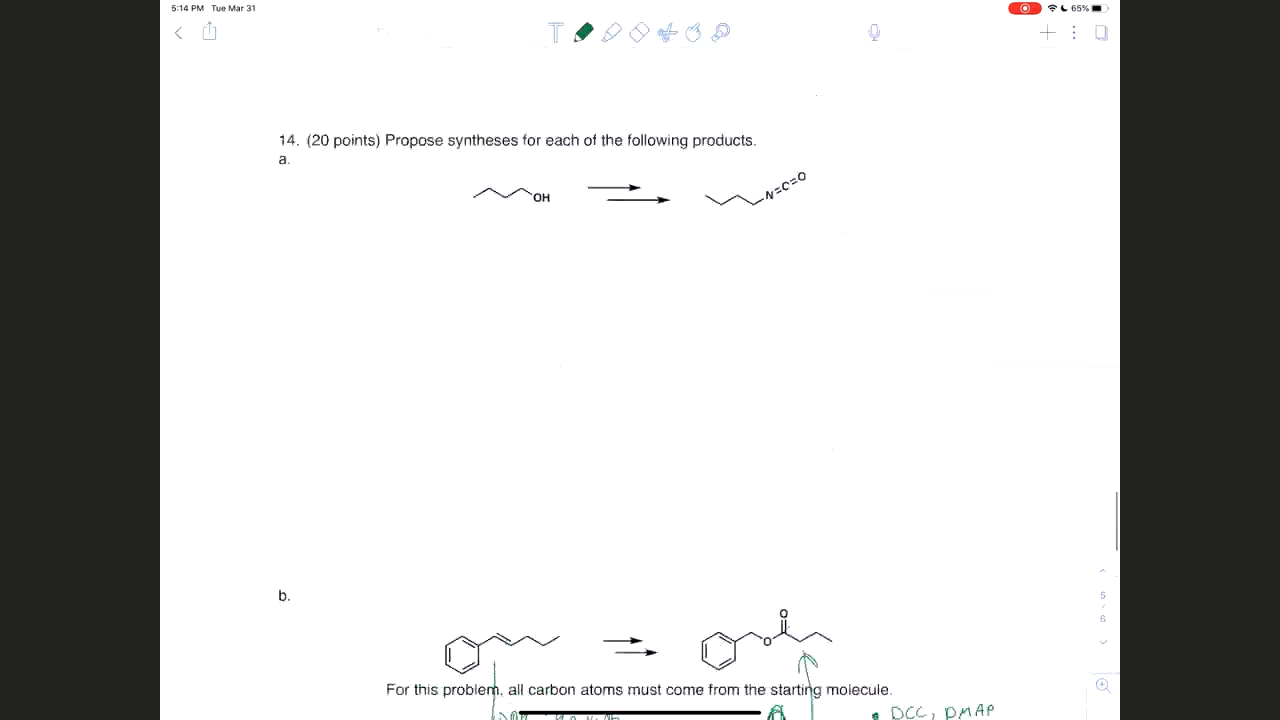 5:14 PM Tue Mar 31
65%
T
14. (20 points) Propose syntheses for each of the following products.
a.
OH
N=C=O
b.
O
O
5
6
For this problem, all carbon atoms must come from the starting molecule.
• DCC, DMAP